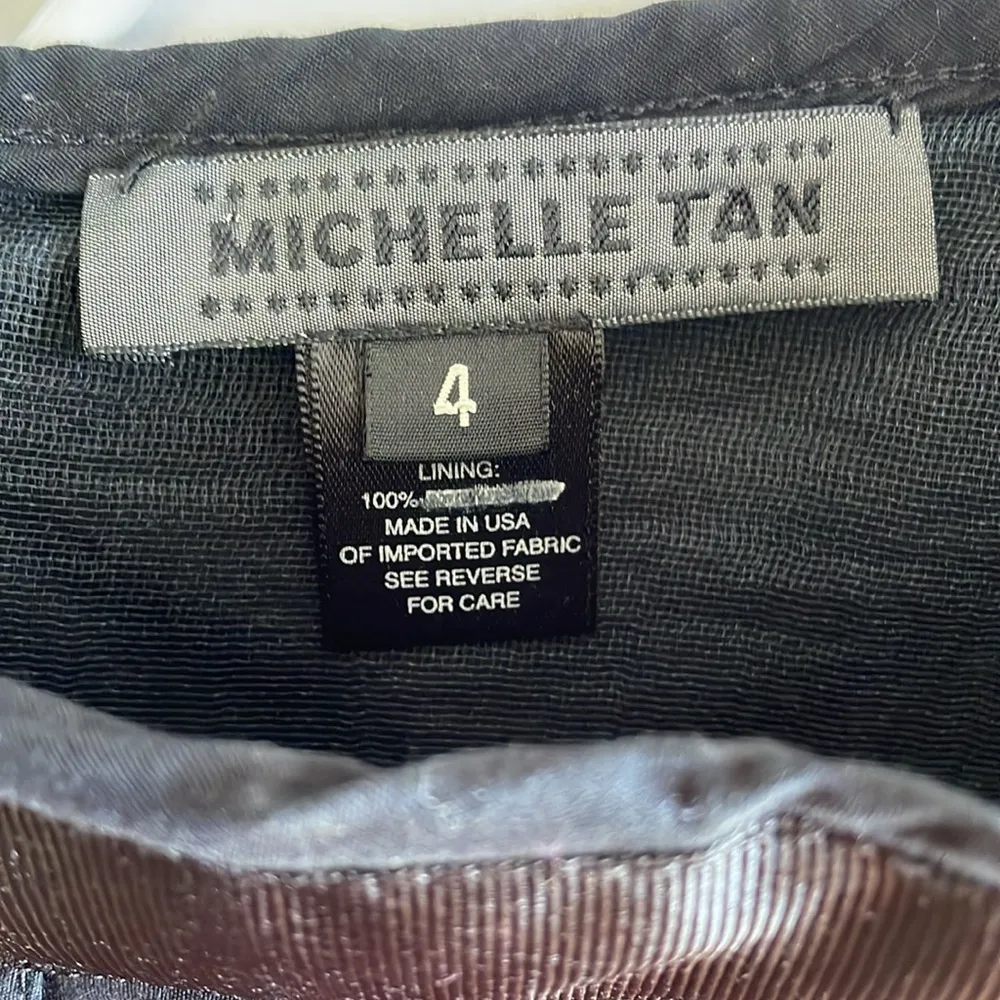 MICHELLE TAN
4
LINING:
100%
MADE IN USA
OF IMPORTED FABRIC
SEE REVERSE
FOR CARE